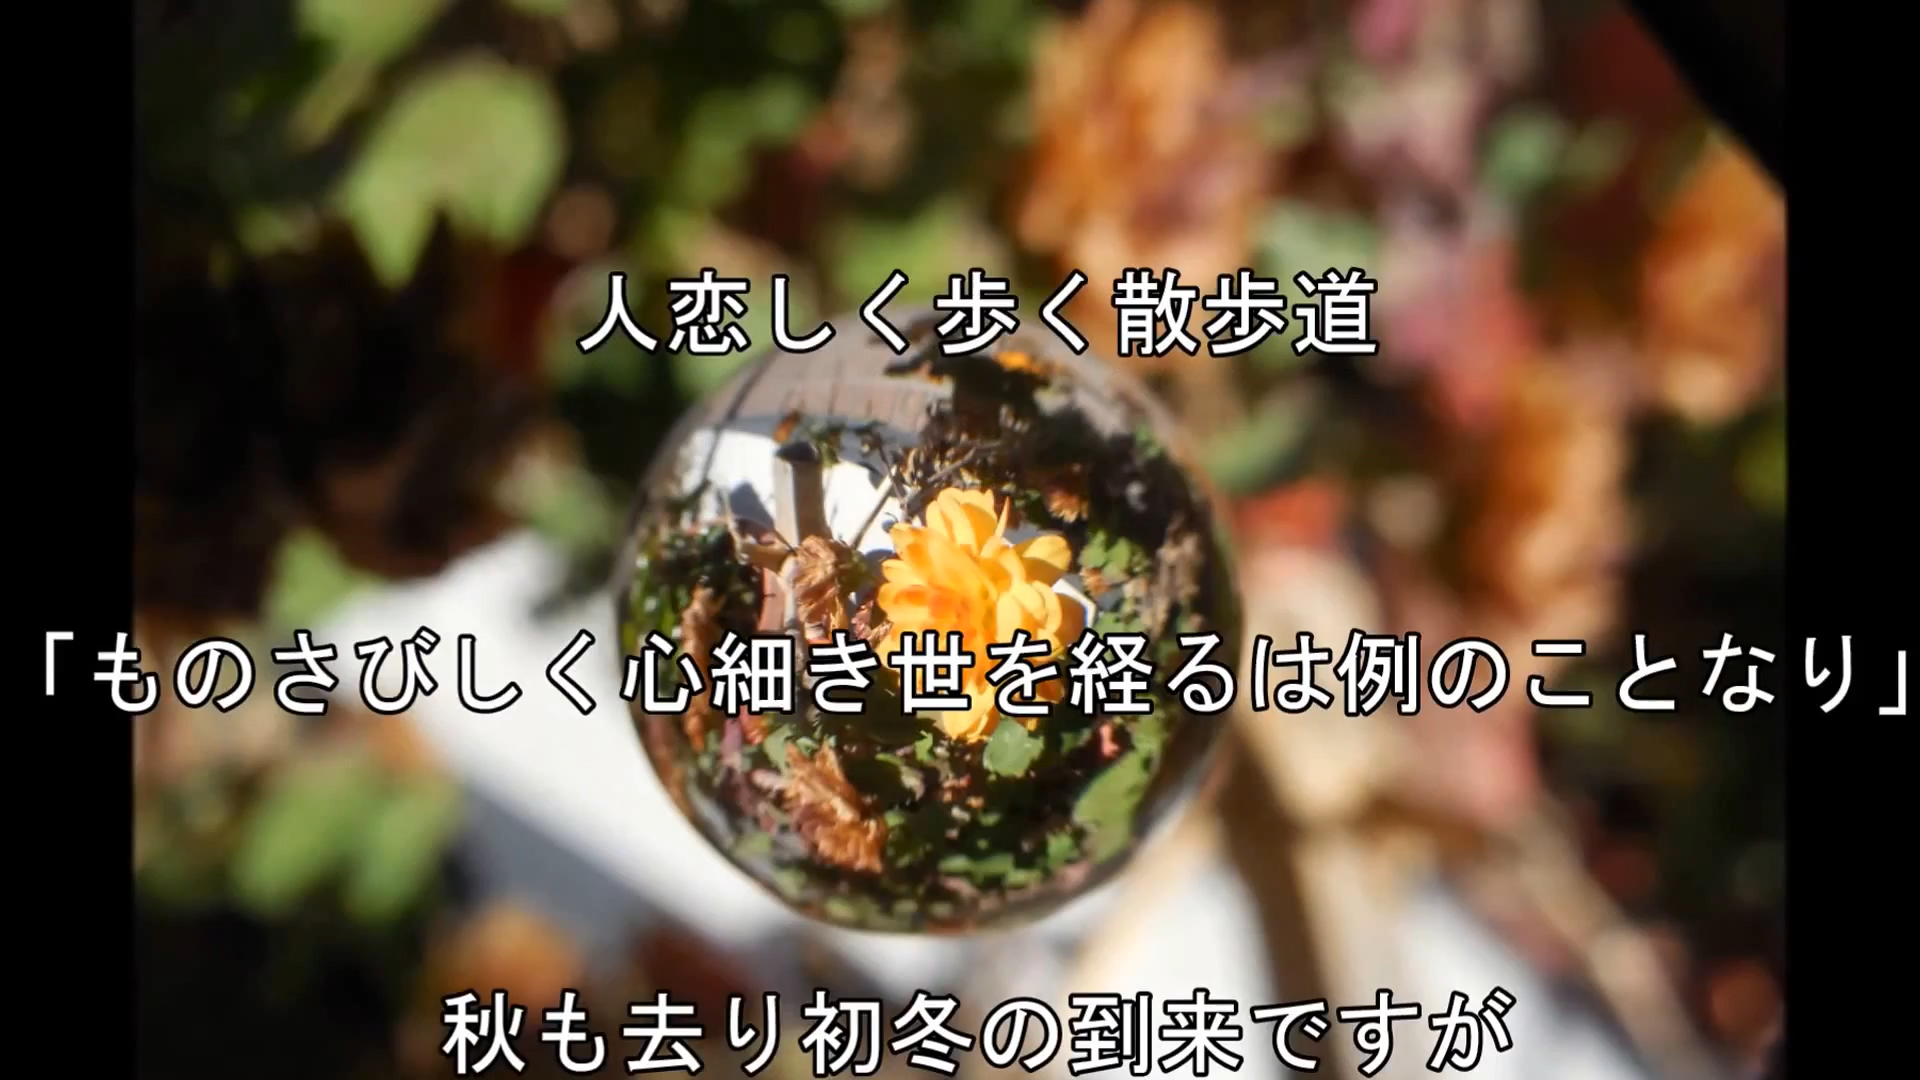 人恋しく歩く散歩道
「ものさびしく心細き世を経るは例のことなり」
秋も去り初冬の到来ですが